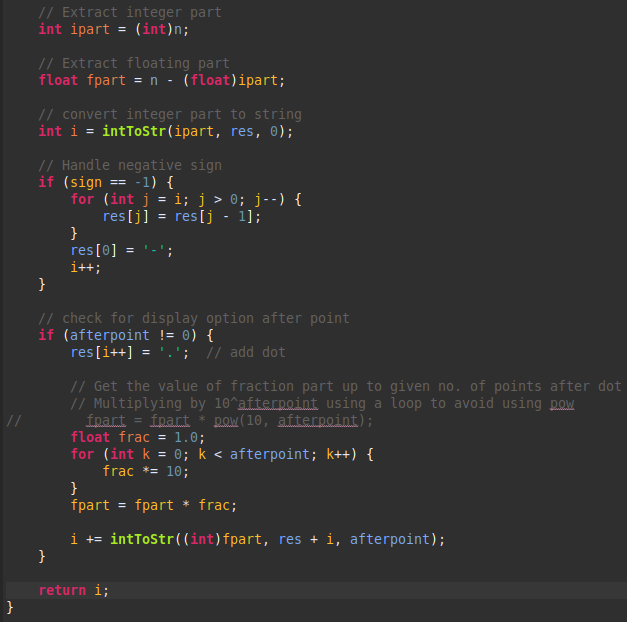 // Extract integer part
int ipart = (int)n;
// Extract floating part
float fpart = n - (float)ipart;
// convert integer part to string
int i = intToStr(ipart, res, 0);
// Handle negative sign
if (sign == -1) {
for (int j = i; j > 0; j--) {
res[j] = res[j - 1];
}
res[0] = '-';
i++;
}
// check for display option after point
if (afterpoint != 0) {
res[i++] = '.';  // add dot
// Get the value of fraction part up to given no. of points after dot
// Multiplying by 10^afterpoint using a loop to avoid using pow
//        fpart = fpart * pow(10, afterpoint);
float frac = 1.0;
for (int k = 0; k < afterpoint; k++) {
frac *= 10;
}
fpart = fpart * frac;
i += intToStr((int)fpart, res + i, afterpoint);
}
return i;
}